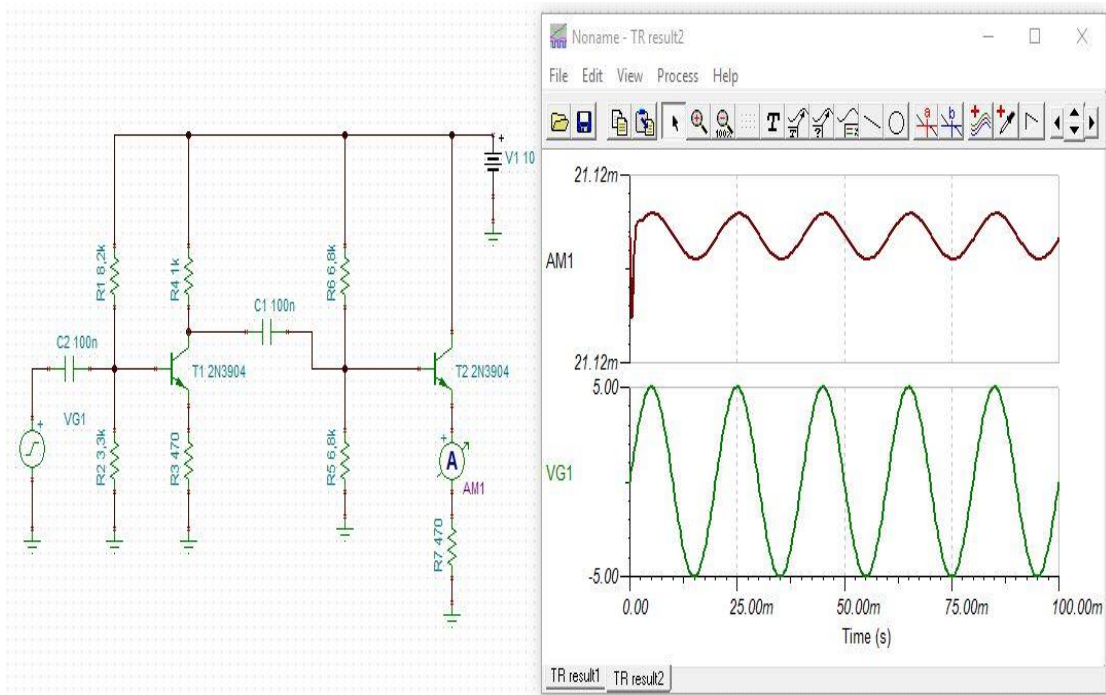 Noname - TR result2
File Edit View Process Help
T
100%
a
b
V1 10
R1 8,2k
R4 1k
R6 6,8k
C1 100n
C2 100n
T1 2N3904
T2 2N3904
VG1
R2 3,3k
R3 470
R5 6,8k
A
AM1
R7 470
21.12m
AM1
21.12m
5.00
VG1
-5.00
0.00 25.00m 50.00m 75.00m 100.00m
Time (s)
TR result1 TR result2